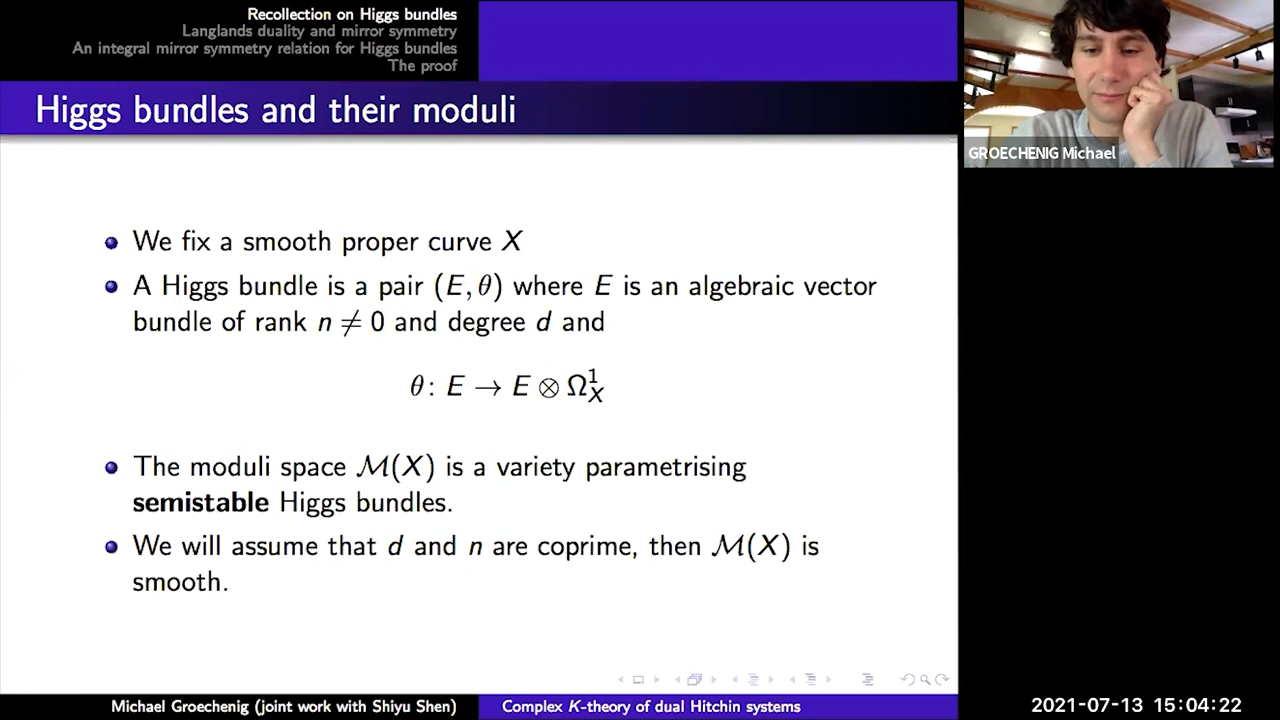 Recollection on Higgs bundles
Langlands duality and mirror symmetry
An integral mirror symmetry relation for Higgs bundles
The proof
Higgs bundles and their moduli
GROECHENIG Michael
We fix a smooth proper curve X
A Higgs bundle is a pair (E, θ) where E is an algebraic vector
bundle of rank n ≠ 0 and degree d and
θ: E → E ⊗ Ω¹_X
The moduli space ℳ(X) is a variety parametrising
semistable Higgs bundles.
We will assume that d and n are coprime, then ℳ(X) is
smooth.
Michael Groechenig (joint work with Shiyu Shen)
Complex K-theory of dual Hitchin systems
2021-07-13 15:04:22